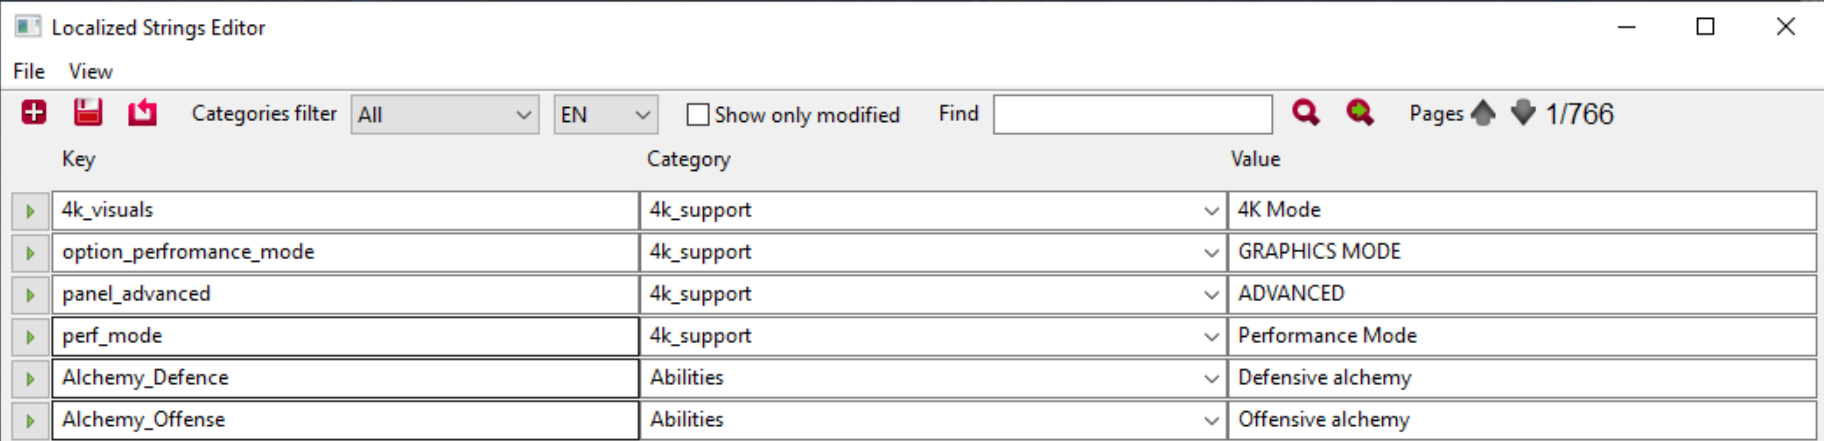 Localized Strings Editor
File View
Categories filter All EN Show only modified Find Pages 1/766
Key Category Value
4k_visuals 4k_support 4K Mode
option_perfromance_mode 4k_support GRAPHICS MODE
panel_advanced 4k_support ADVANCED
perf_mode 4k_support Performance Mode
Alchemy_Defence Abilities Defensive alchemy
Alchemy_Offense Abilities Offensive alchemy